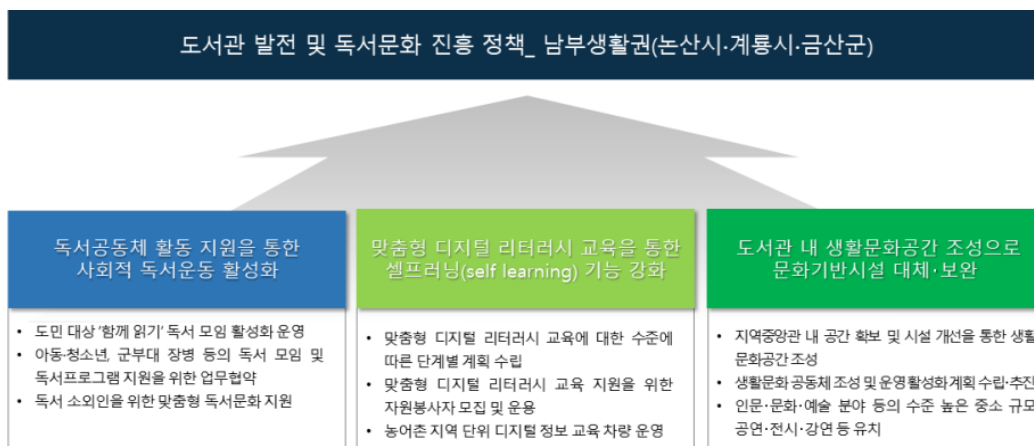 도서관 발전 및 독서문화 진흥 정책_ 남부생활권(논산시·계룡시·금산군)
독서공동체 활동 지원을 통한
사회적 독서운동 활성화
• 도민 대상 '함께 읽기' 독서 모임 활성화 운영
• 아동·청소년, 군부대 장병 등의 독서 모임 및
독서프로그램 지원을 위한 업무협약
• 독서 소외인을 위한 맞춤형 독서문화 지원
맞춤형 디지털 리터러시 교육을 통한
셀프러닝(self learning) 기능 강화
• 맞춤형 디지털 리터러시 교육에 대한 수준에
따른 단계별 계획 수립
• 맞춤형 디지털 리터러시 교육 지원을 위한
자원봉사자 모집 및 운용
• 농어촌 지역 단위 디지털 정보 교육 차량 운영
도서관 내 생활문화공간 조성으로
문화기반시설 대체·보완
• 지역중앙관 내 공간 확보 및 시설 개선을 통한 생활
문화공간 조성
• 생활문화 공동체 조성 및 운영 활성화 계획 수립·추진
• 인문·문화·예술 분야 등의 수준 높은 중소 규모
공연·전시·강연 등 유치